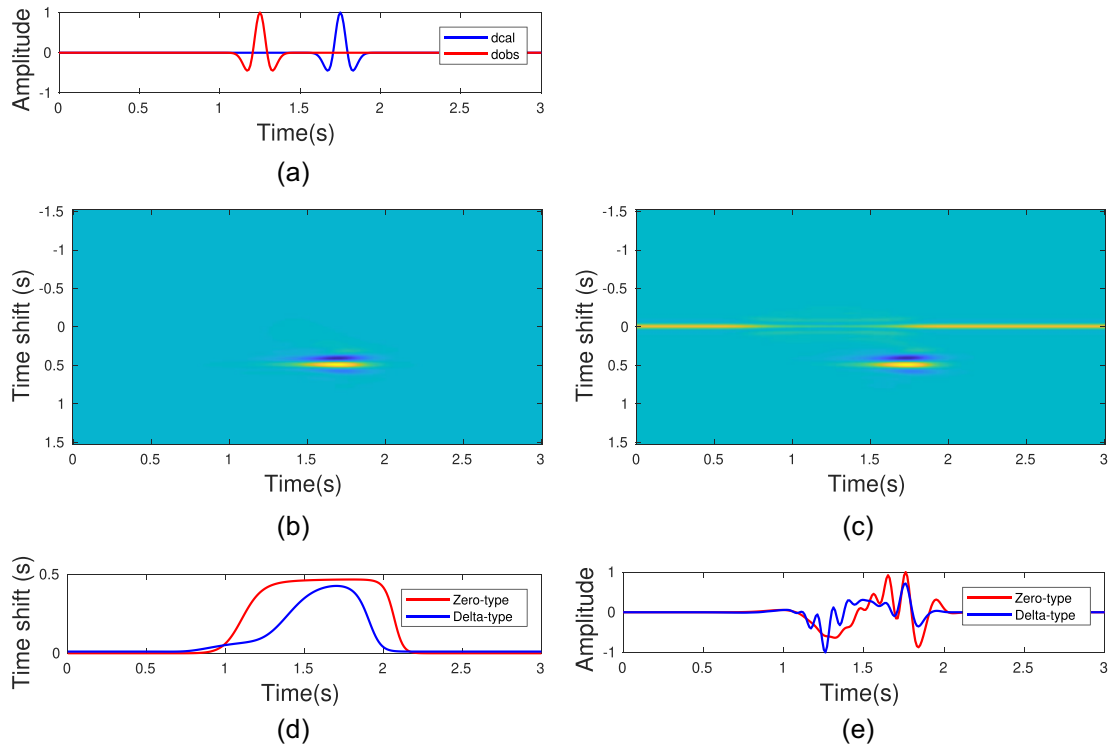 1
0
-1
Amplitude
dcal
dobs
0 0.5 1 1.5 2 2.5 3
Time(s)
(a)
-1.5
-1
-0.5
0
0.5
1
1.5
Time shift (s)
0 0.5 1 1.5 2 2.5 3
Time(s)
(b)
-1.5
-1
-0.5
0
0.5
1
1.5
Time shift (s)
0 0.5 1 1.5 2 2.5 3
Time(s)
(c)
0.5
0
Time shift (s)
Zero-type
Delta-type
0 0.5 1 1.5 2 2.5 3
Time(s)
(d)
1
0
-1
Amplitude
Zero-type
Delta-type
0 0.5 1 1.5 2 2.5 3
Time(s)
(e)